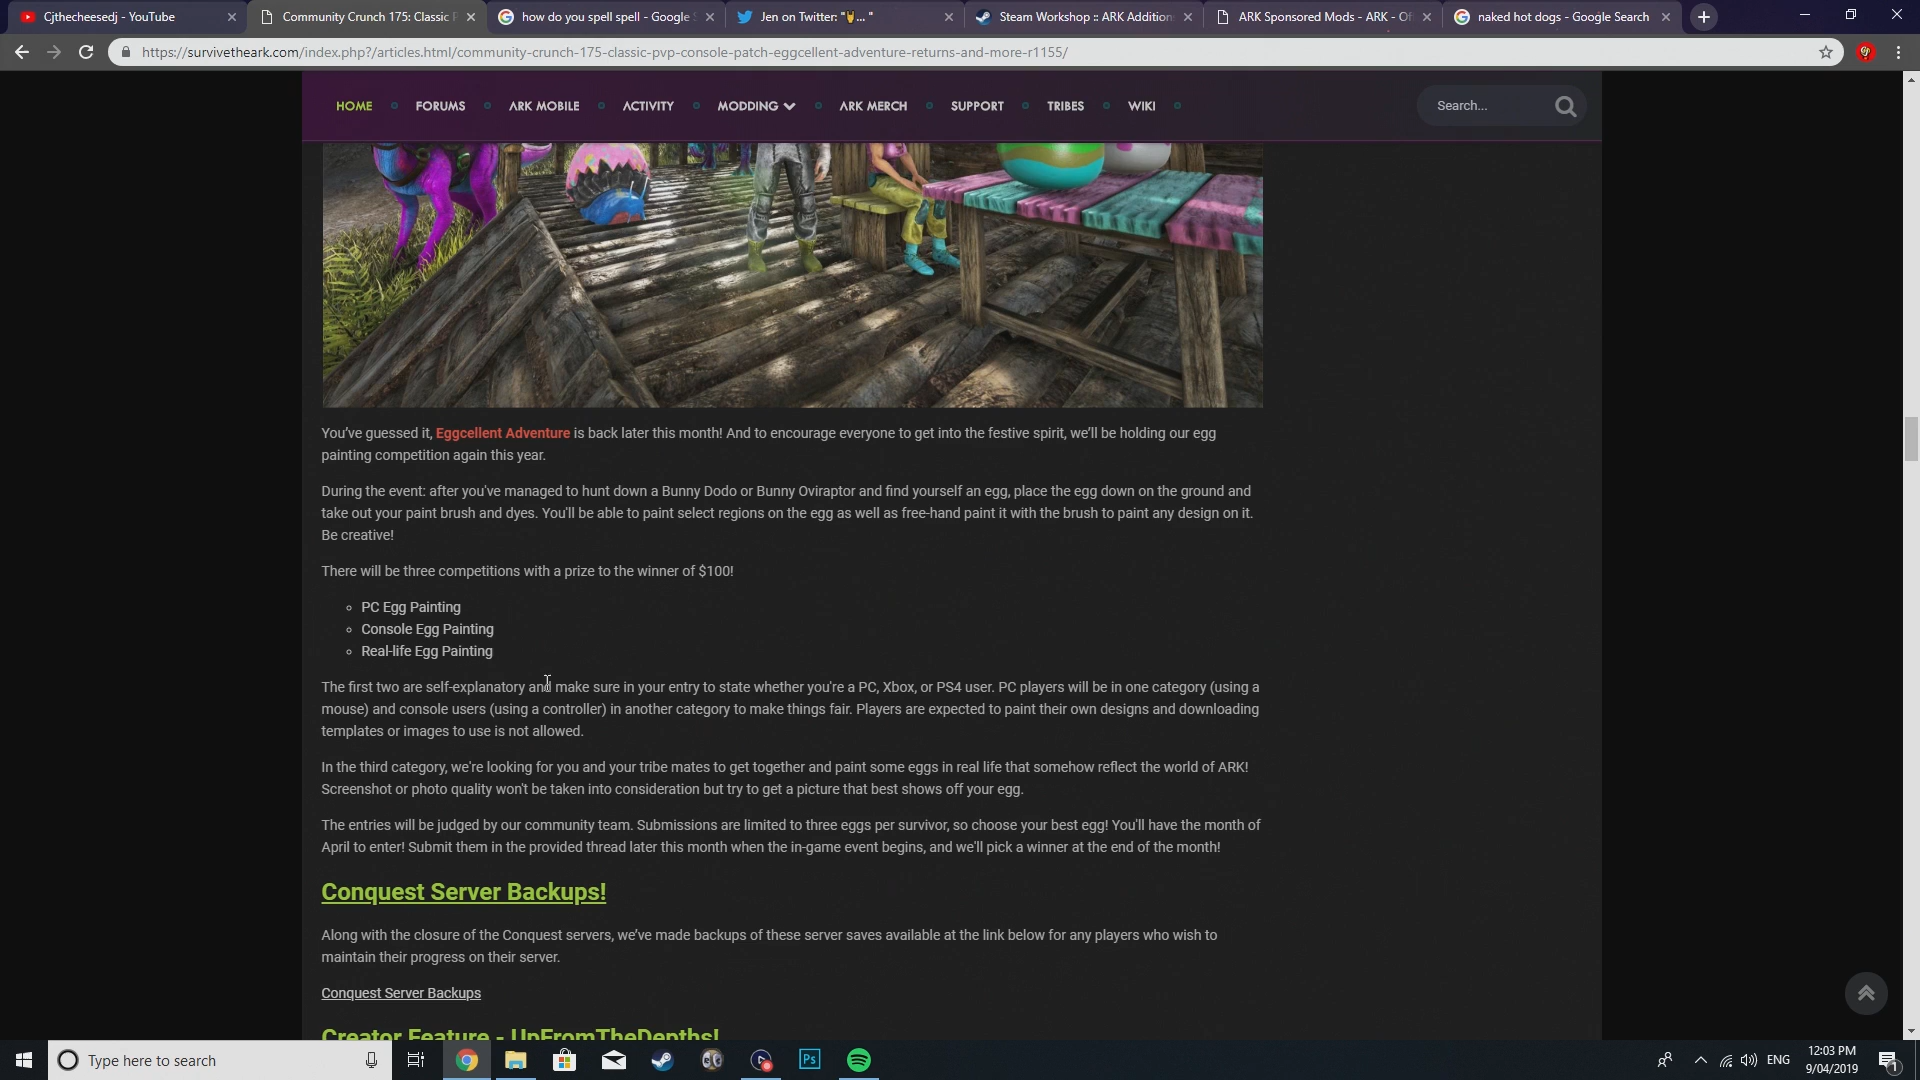 Cjthecheesedj - YouTube
Community Crunch 175: Classic P
how do you spell spell - Google S
Jen on Twitter: " ... "
Steam Workshop :: ARK Addition
ARK Sponsored Mods - ARK - Of
naked hot dogs - Google Search
https://survivetheark.com/index.php?/articles.html/community-crunch-175-classic-pvp-console-patch-eggcellent-adventure-returns-and-more-r1155/
HOME FORUMS ARK MOBILE ACTIVITY MODDING ARK MERCH SUPPORT TRIBES WIKI Search...
You've guessed it, Eggcellent Adventure is back later this month! And to encourage everyone to get into the festive spirit, we'll be holding our egg
painting competition again this year.
During the event: after you've managed to hunt down a Bunny Dodo or Bunny Oviraptor and find yourself an egg, place the egg down on the ground and
take out your paint brush and dyes. You'll be able to paint select regions on the egg as well as free-hand paint it with the brush to paint any design on it.
Be creative!
There will be three competitions with a prize to the winner of $100!
PC Egg Painting
Console Egg Painting
Real-life Egg Painting
The first two are self-explanatory and make sure in your entry to state whether you're a PC, Xbox, or PS4 user. PC players will be in one category (using a
mouse) and console users (using a controller) in another category to make things fair. Players are expected to paint their own designs and downloading
templates or images to use is not allowed.
In the third category, we're looking for you and your tribe mates to get together and paint some eggs in real life that somehow reflect the world of ARK!
Screenshot or photo quality won't be taken into consideration but try to get a picture that best shows off your egg.
The entries will be judged by our community team. Submissions are limited to three eggs per survivor, so choose your best egg! You'll have the month of
April to enter! Submit them in the provided thread later this month when the in-game event begins, and we'll pick a winner at the end of the month!
Conquest Server Backups!
Along with the closure of the Conquest servers, we've made backups of these server saves available at the link below for any players who wish to
maintain their progress on their server.
Conquest Server Backups
Creator Feature - UpFromTheDepths!
Type here to search
Ps
ENG
12:03 PM
9/04/2019
1